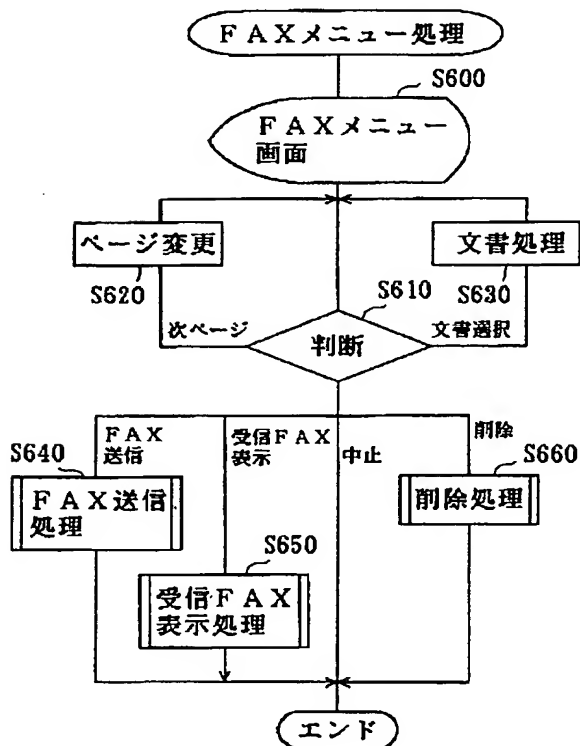 FAXメニュー処理
S600
FAXメニュー
画面
ページ変更
文書処理
S620
S610
S630
次ページ
判断
文書選択
FAX
送信
受信FAX
表示
中止
削除
S640
S660
FAX送信
処理
削除処理
S650
受信FAX
表示処理
エンド